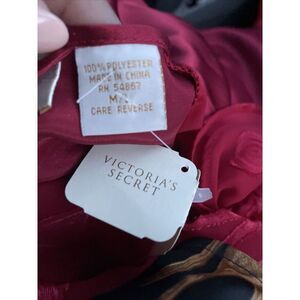 100% POLYESTER
MADE IN CHINA
RN 54867
CARE REVERSE
VICTORIA'S
SECRET